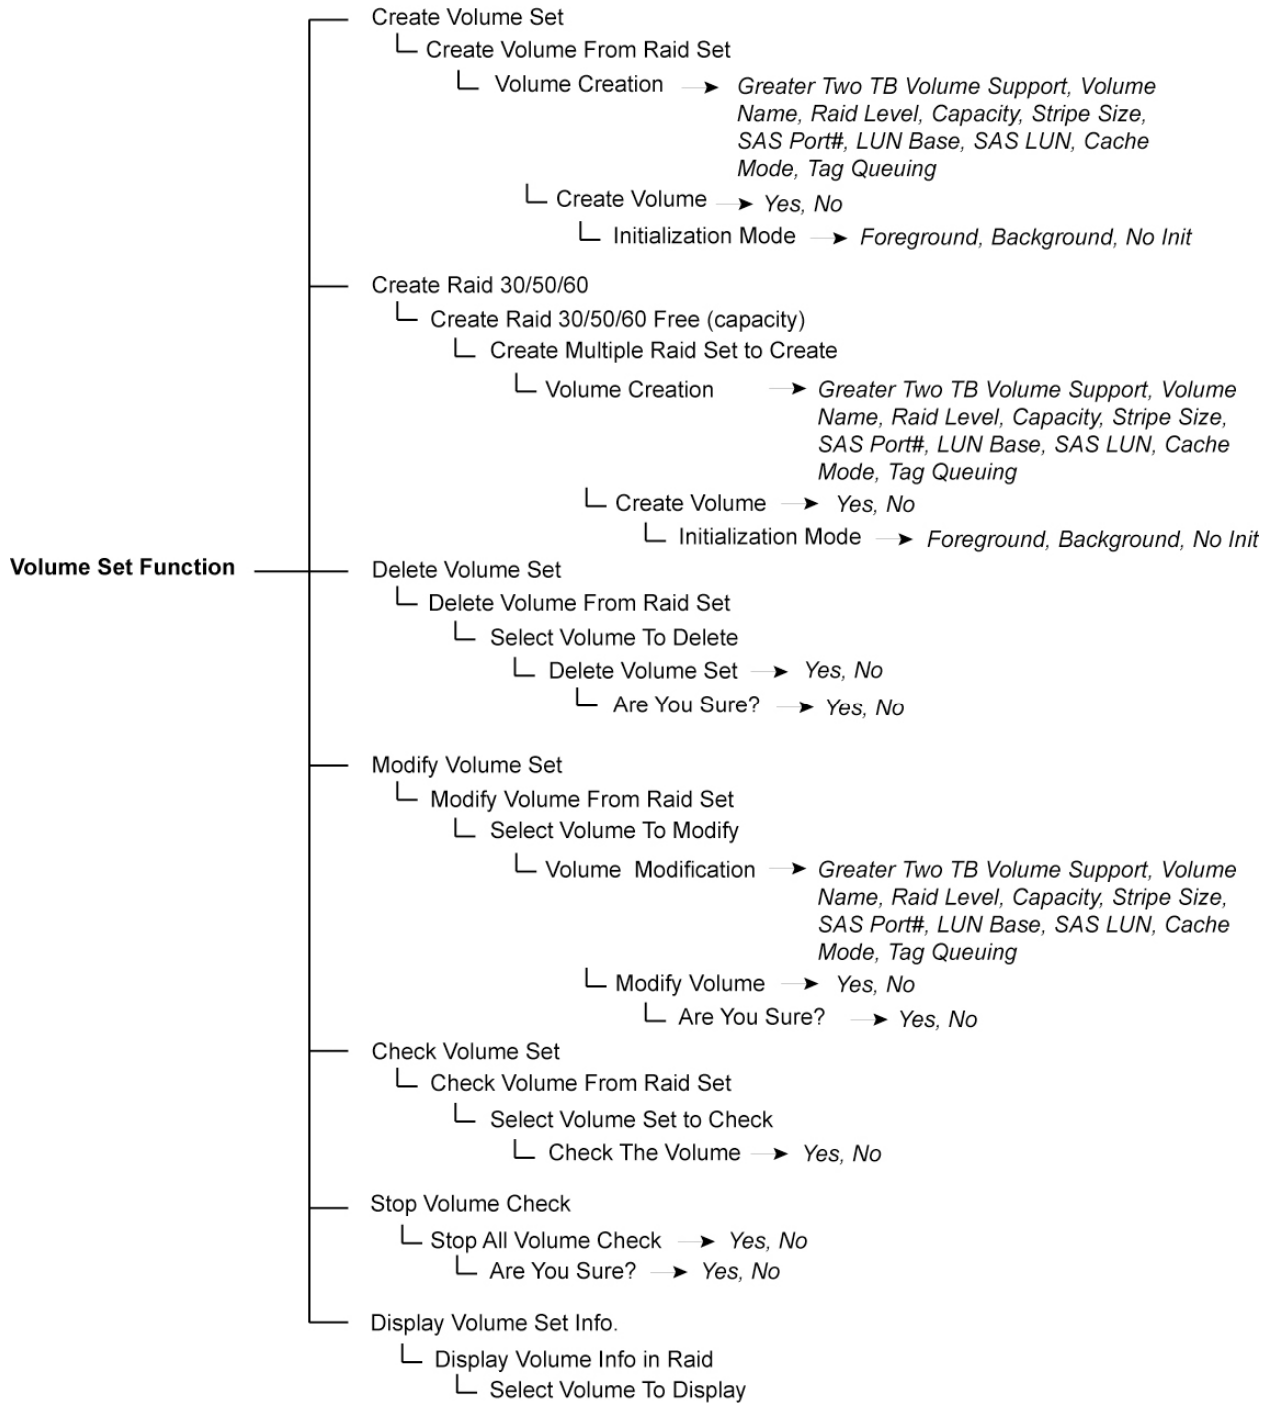 Create Volume Set
Create Volume From Raid Set
Volume Creation
Greater Two TB Volume Support, Volume
Name, Raid Level, Capacity, Stripe Size,
SAS Port#, LUN Base, SAS LUN, Cache
Mode, Tag Queuing
Create Volume
Yes, No
Initialization Mode
Foreground, Background, No Init
Create Raid 30/50/60
Create Raid 30/50/60 Free (capacity)
Create Multiple Raid Set to Create
Volume Creation
Greater Two TB Volume Support, Volume
Name, Raid Level, Capacity, Stripe Size,
SAS Port#, LUN Base, SAS LUN, Cache
Mode, Tag Queuing
Create Volume
Yes, No
Initialization Mode
Foreground, Background, No Init
Volume Set Function
Delete Volume Set
Delete Volume From Raid Set
Select Volume To Delete
Delete Volume Set
Yes, No
Are You Sure?
Yes, No
Modify Volume Set
Modify Volume From Raid Set
Select Volume To Modify
Volume Modification
Greater Two TB Volume Support, Volume
Name, Raid Level, Capacity, Stripe Size,
SAS Port#, LUN Base, SAS LUN, Cache
Mode, Tag Queuing
Modify Volume
Yes, No
Are You Sure?
Yes, No
Check Volume Set
Check Volume From Raid Set
Select Volume Set to Check
Check The Volume
Yes, No
Stop Volume Check
Stop All Volume Check
Yes, No
Are You Sure?
Yes, No
Display Volume Set Info.
Display Volume Info in Raid
Select Volume To Display